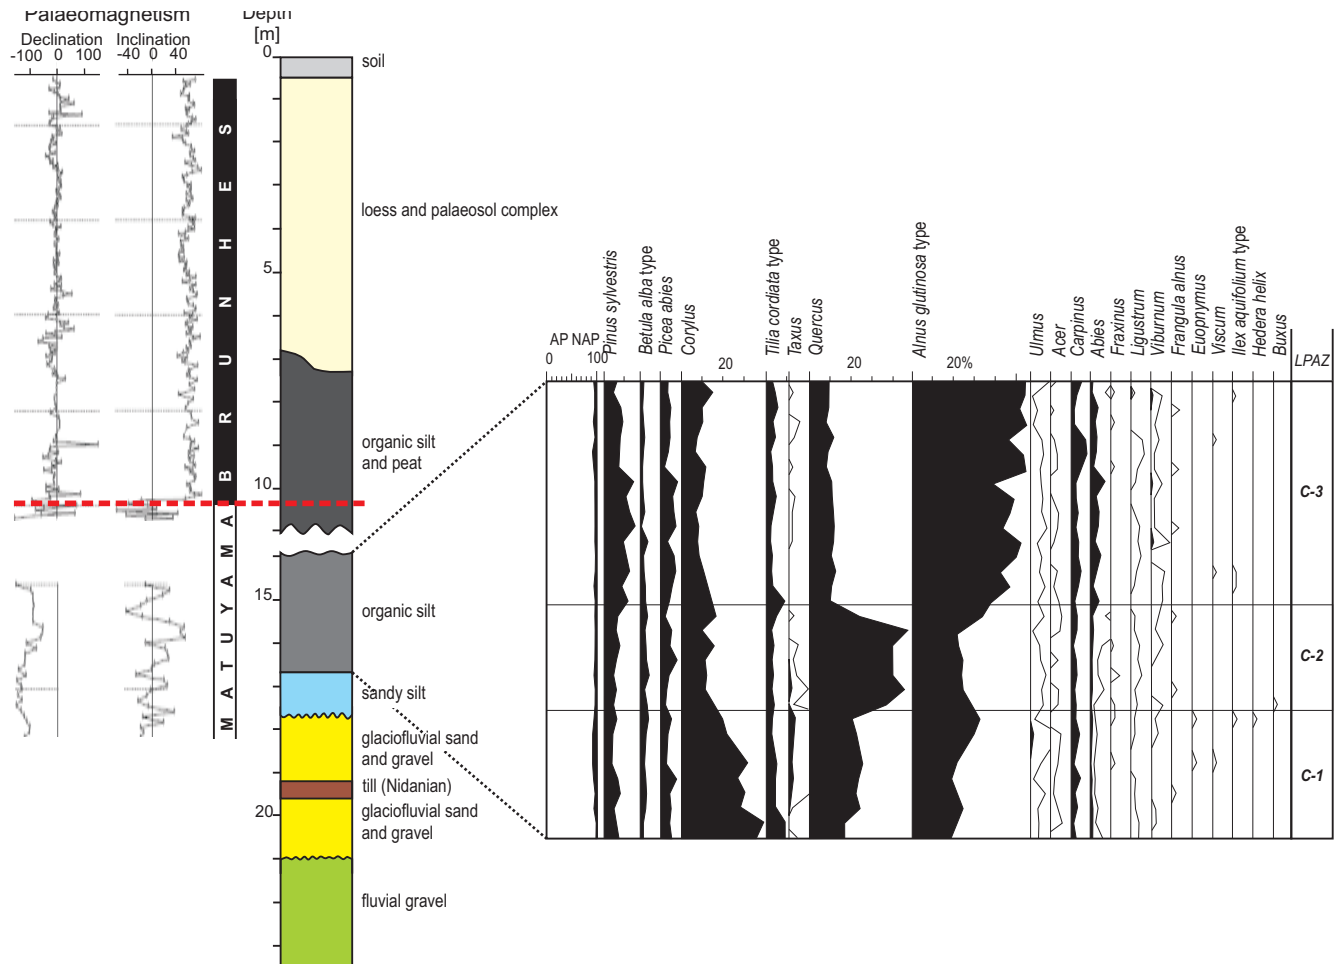 Palaeomagnetism
Depth
[m]
Declination Inclination
-100 0 100 -40 0 40
0
soil
BRUNHES
loess and palaeosol complex
5
organic silt
and peat
10
MATUYAMA
15
organic silt
sandy silt
glaciofluvial sand
and gravel
till (Nidanian)
20
glaciofluvial sand
and gravel
fluvial gravel
AP NAP
0 100
Pinus sylvestris
Betula alba type
Picea abies
Corylus
20
Tilia cordiata type
Taxus
Quercus
20
Alnus glutinosa type
20%
Ulmus
Acer
Carpinus
Abies
Fraxinus
Ligustrum
Viburnum
Frangula alnus
Euopnymus
Viscum
Ilex aquifolium type
Hedera helix
Buxus
LPAZ
C-3
C-2
C-1